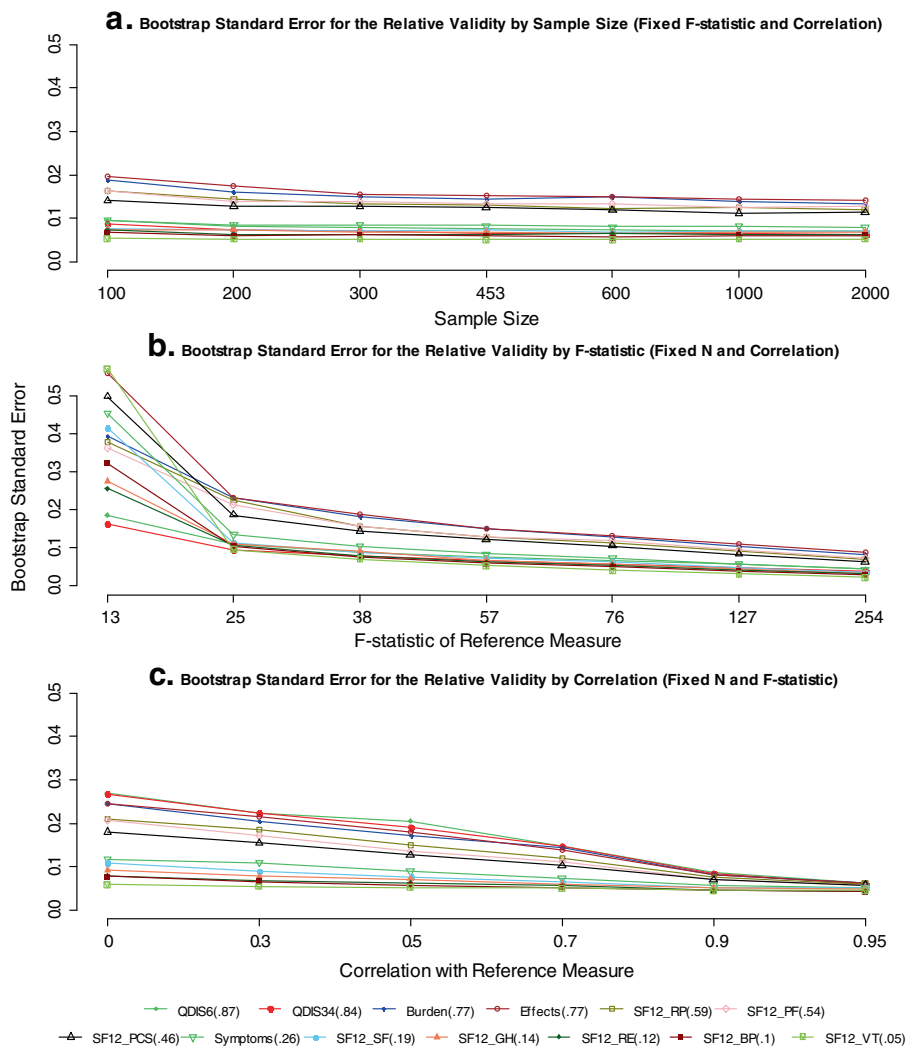 a. Bootstrap Standard Error for the Relative Validity by Sample Size (Fixed F-statistic and Correlation)
0.5
0.4
0.3
0.2
0.1
0.0
100 200 300 453 600 1000 2000
Sample Size
b. Bootstrap Standard Error for the Relative Validity by F-statistic (Fixed N and Correlation)
Bootstrap Standard Error
0.5
0.4
0.3
0.2
0.1
0.0
13 25 38 57 76 127 254
F-statistic of Reference Measure
c. Bootstrap Standard Error for the Relative Validity by Correlation (Fixed N and F-statistic)
0.5
0.4
0.3
0.2
0.1
0.0
0 0.3 0.5 0.7 0.9 0.95
Correlation with Reference Measure
QDIS6(.87) QDIS34(.84) Burden(.77) Effects(.77) SF12_RP(.59) SF12_PF(.54)
SF12_PCS(.46) Symptoms(.26) SF12_SF(.19) SF12_GH(.14) SF12_RE(.12) SF12_BP(.1) SF12_VT(.05)